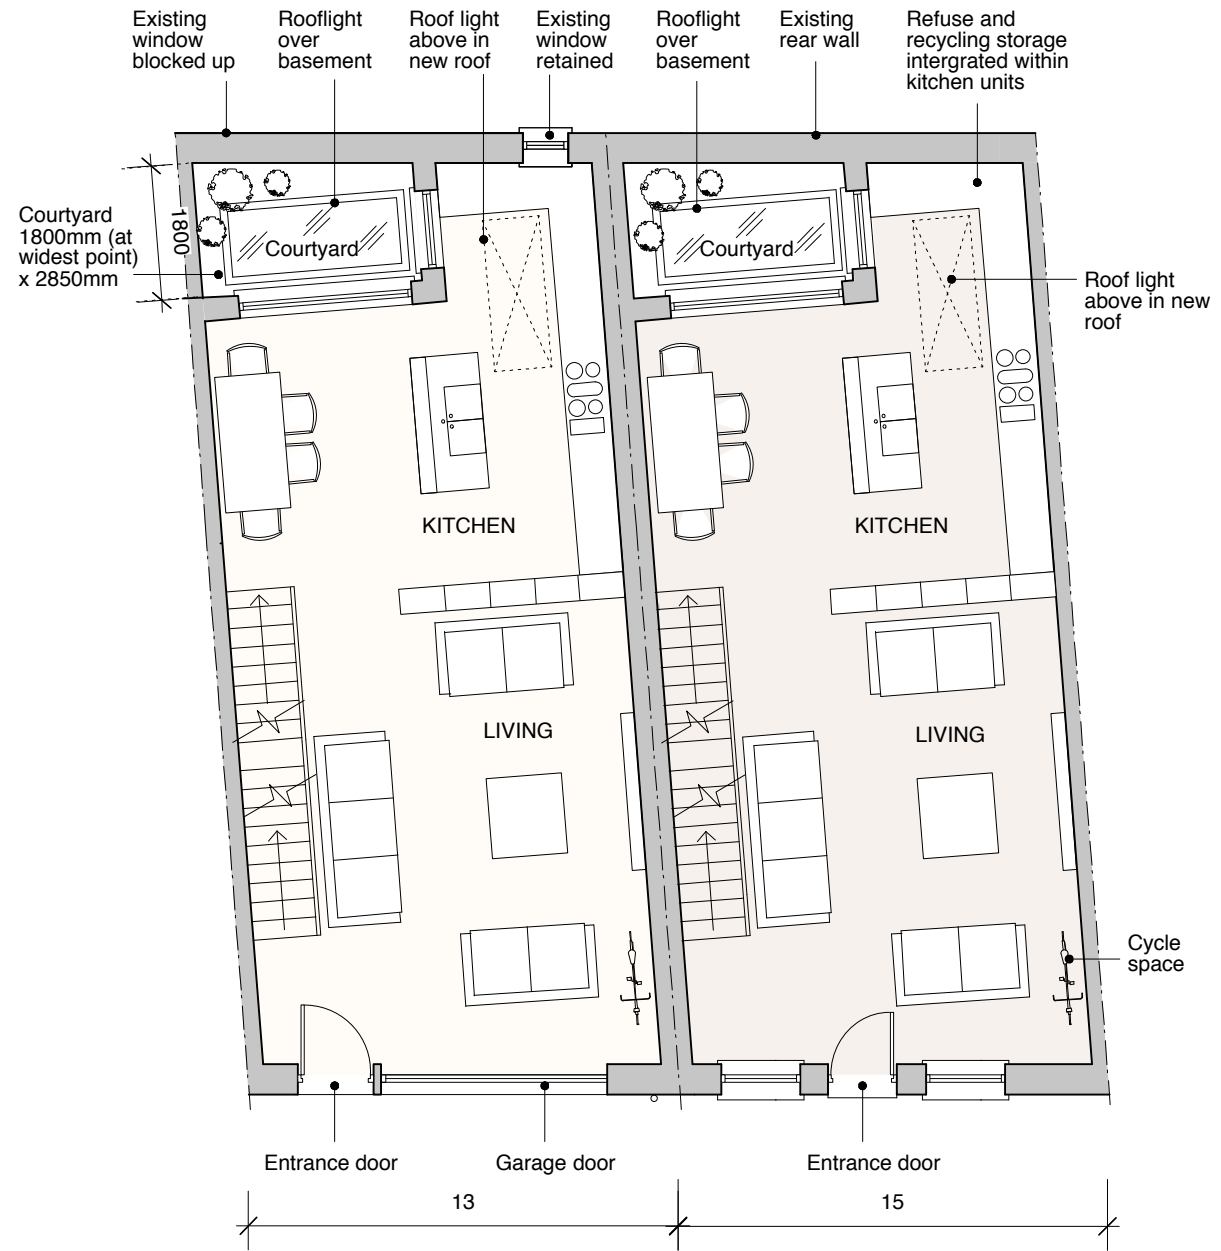 Existing
window
blocked up
Rooflight
over
basement
Roof light
above in
new roof
Existing
window
retained
Rooflight
over
basement
Existing
rear wall
Refuse and
recycling storage
intergrated within
kitchen units
Courtyard
1800mm (at
widest point)
x 2850mm
1800
Courtyard
Courtyard
Roof light
above in new
roof
KITCHEN
KITCHEN
LIVING
LIVING
Cycle
space
Entrance door
Garage door
Entrance door
13
15